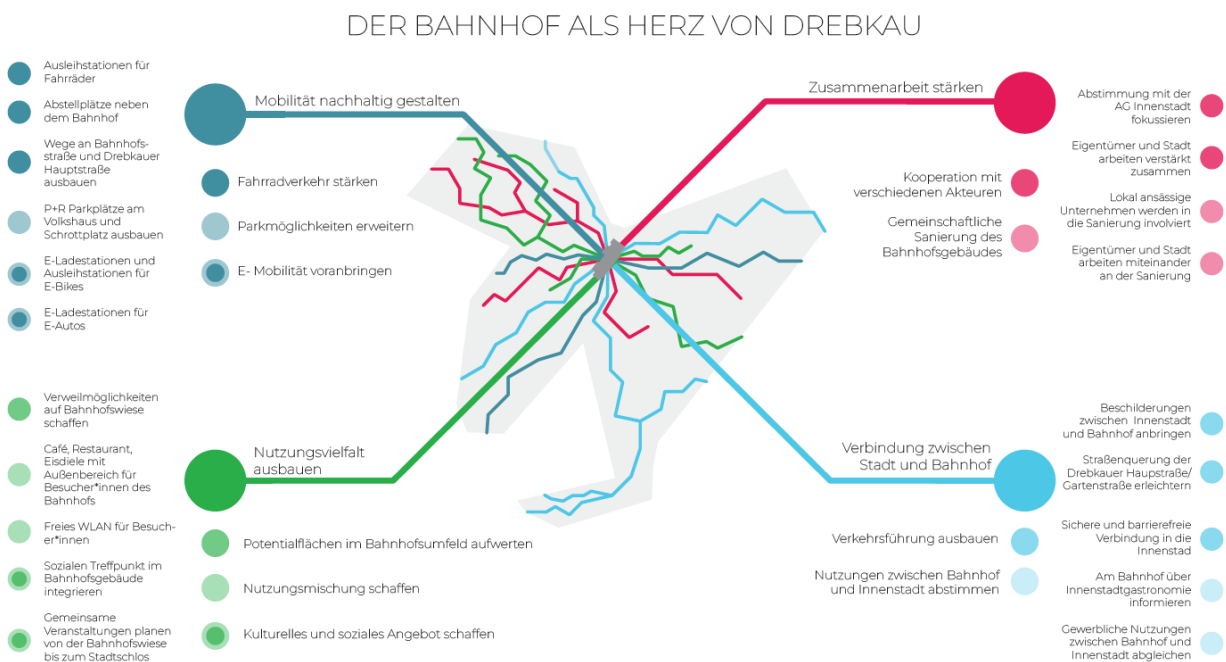 DER BAHNHOF ALS HERZ VON DREBKAU
Ausleihstationen für
Fahrräder
Abstellplätze neben
dem Bahnhof
Wege an Bahnhofs-
straße und Drebkauer
Hauptstraße
ausbauen
P+R Parkplätze am
Volkshaus und
Schrottplatz ausbauen
E-Ladestationen und
Ausleihstationen für
E-Bikes
E-Ladestationen für
E-Autos
Mobilität nachhaltig gestalten
Fahrradverkehr stärken
Parkmöglichkeiten erweitern
E- Mobilität voranbringen
Zusammenarbeit stärken
Kooperation mit
verschiedenen Akteuren
Gemeinschaftliche
Sanierung des
Bahnhofsgebäudes
Abstimmung mit der
AG Innenstadt
fokussieren
Eigentümer und Stadt
arbeiten verstärkt
zusammen
Lokal ansässige
Unternehmen werden in
die Sanierung involviert
Eigentümer und Stadt
arbeiten miteinander
an der Sanierung
Verweilmöglichkeiten
auf Bahnhofswiese
schaffen
Café, Restaurant,
Eisdiele mit
Außenbereich für
Besucher*innen des
Bahnhofs
Freies WLAN für Besuch-
er*innen
Sozialen Treffpunkt im
Bahnhofsgebäude
integrieren
Gemeinsame
Veranstaltungen planen
von der Bahnhofswiese
bis zum Stadtschlos
Nutzungsvielfalt
ausbauen
Potentialflächen im Bahnhofsumfeld aufwerten
Nutzungsmischung schaffen
Kulturelles und soziales Angebot schaffen
Verbindung zwischen
Stadt und Bahnhof
Verkehrsführung ausbauen
Nutzungen zwischen Bahnhof
und Innenstadt abstimmen
Beschilderungen
zwischen Innenstadt
und Bahnhof anbringen
Straßenquerung der
Drebkauer Haupstraße/
Gartenstraße erleichtern
Sichere und barrierefreie
Verbindung in die
Innenstad
Am Bahnhof über
Innenstadtgastronomie
informieren
Gewerbliche Nutzungen
zwischen Bahnhof und
Innenstadt abgleichen